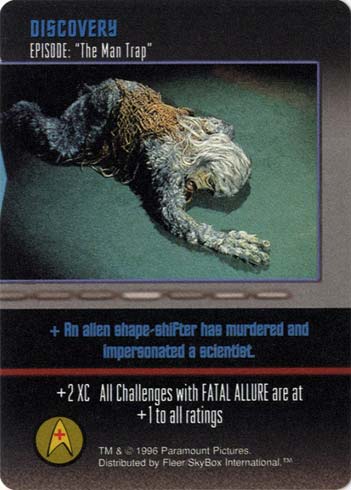 DISCOVERY
EPISODE: "The Man Trap"
+ An alien shape-shifter has murdered and
impersonated a scientist.
+2 XC All Challenges with FATAL ALLURE are at
+1 to all ratings
TM & © 1996 Paramount Pictures.
Distributed by Fleer/SkyBox International.™